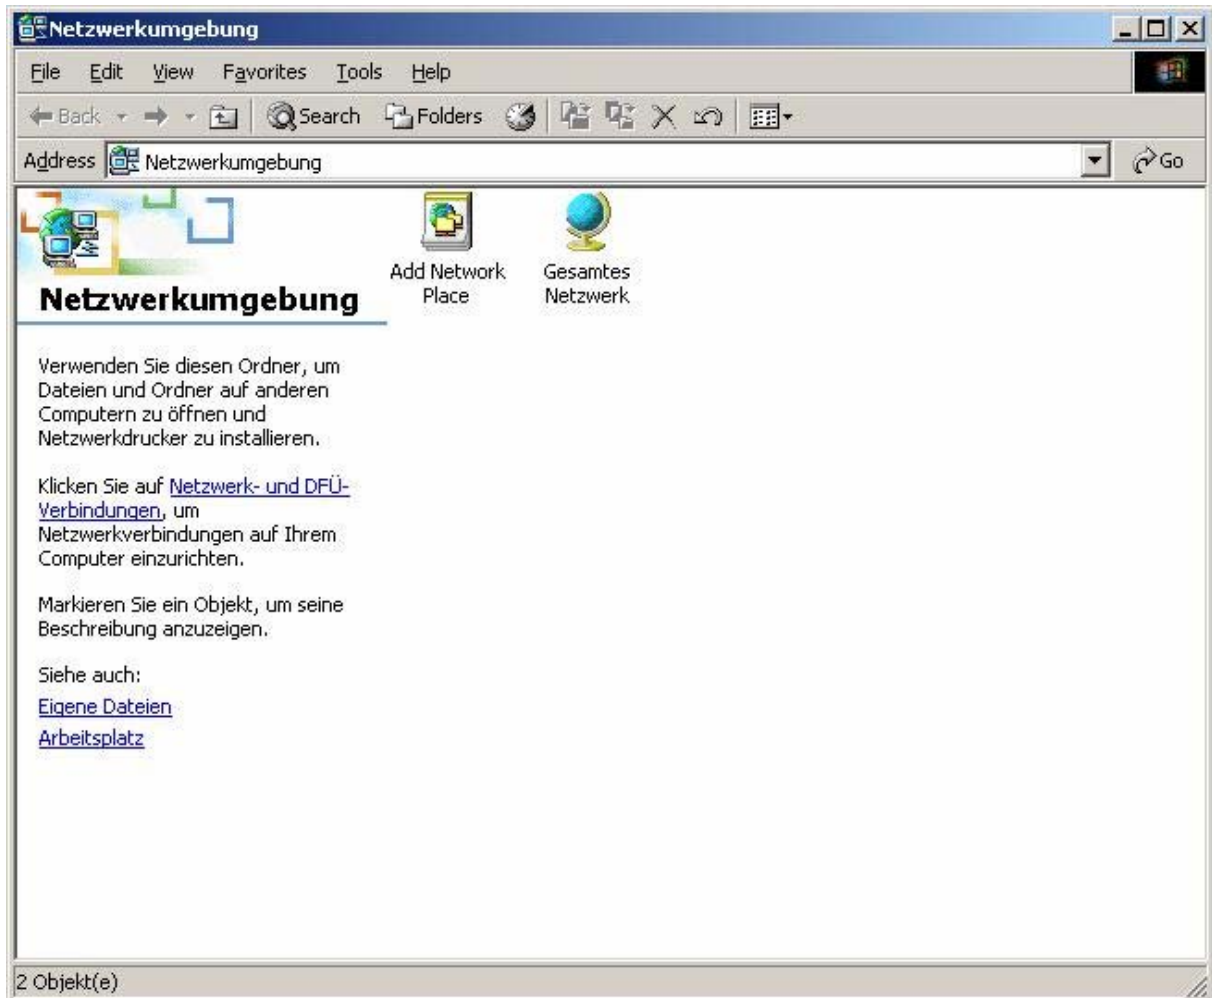 Netzwerkumgebung
File Edit View Favorites Tools Help
Back Search Folders
Address Netzwerkumgebung Go
Add Network
Place
Gesamtes
Netzwerk
Netzwerkumgebung
Verwenden Sie diesen Ordner, um
Dateien und Ordner auf anderen
Computern zu öffnen und
Netzwerkdrucker zu installieren.
Klicken Sie auf Netzwerk- und DFÜ-
Verbindungen, um
Netzwerkverbindungen auf Ihrem
Computer einzurichten.
Markieren Sie ein Objekt, um seine
Beschreibung anzuzeigen.
Siehe auch:
Eigene Dateien
Arbeitsplatz
2 Objekt(e)